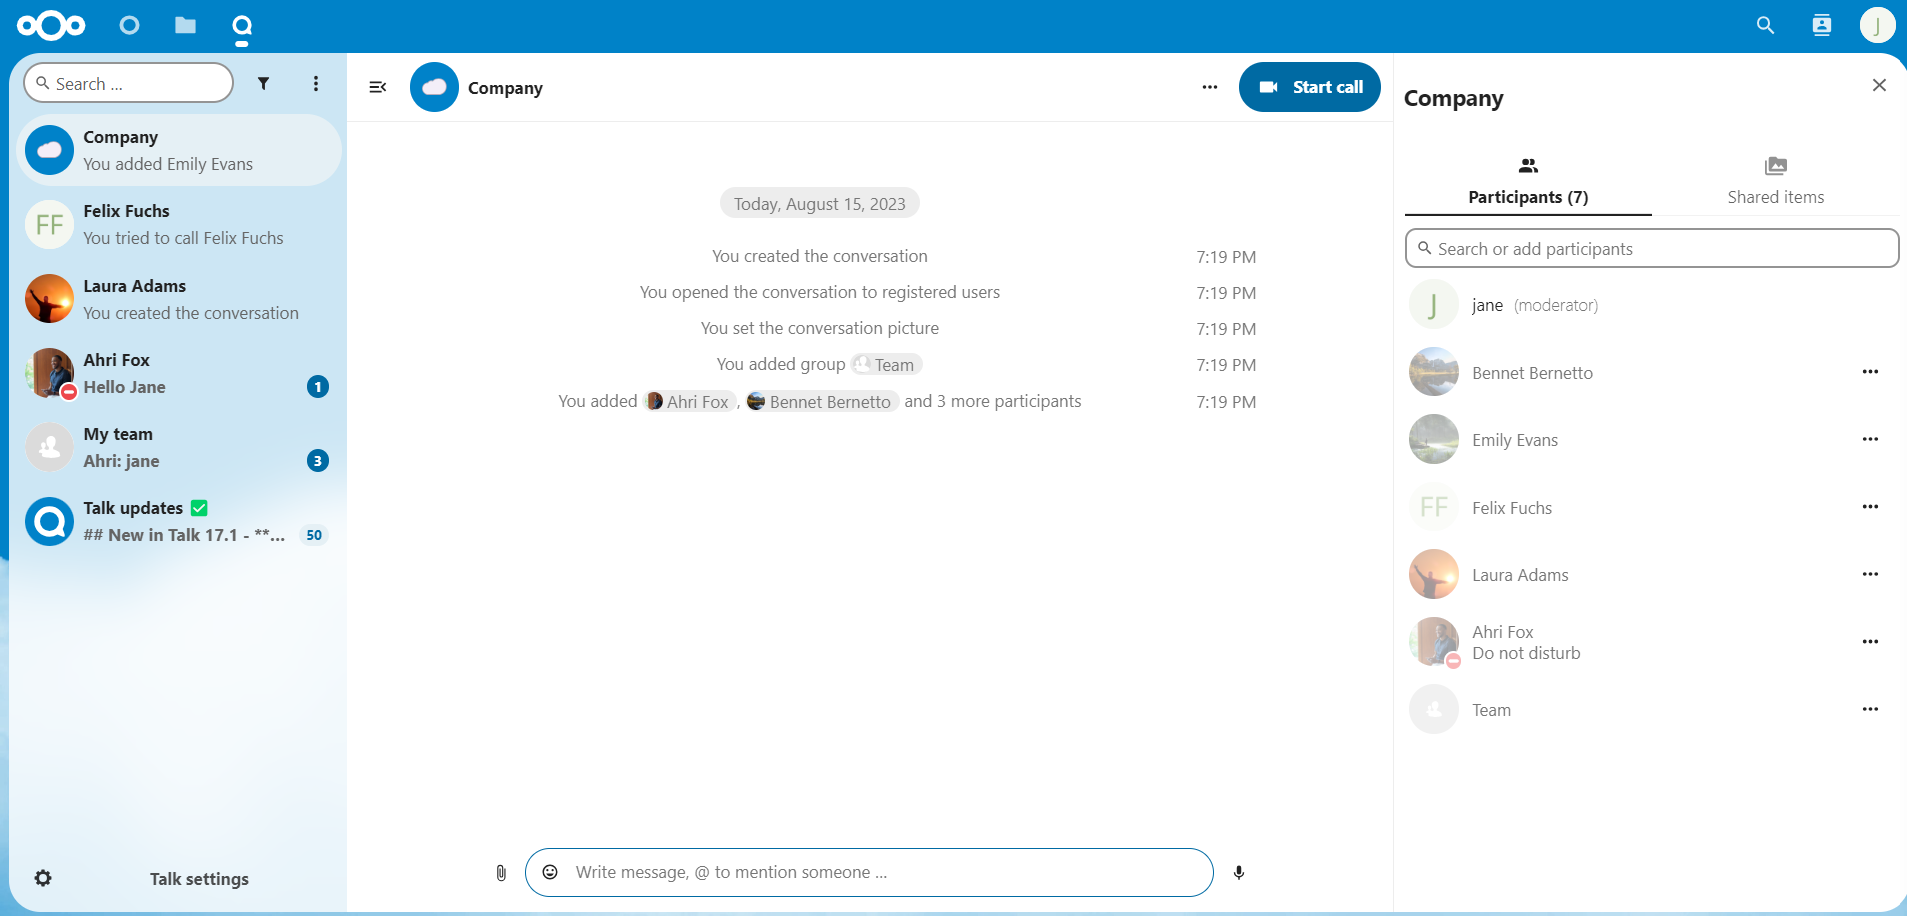 J
Search ...
Company
You added Emily Evans
FF
Felix Fuchs
You tried to call Felix Fuchs
Laura Adams
You created the conversation
Ahri Fox
Hello Jane
1
My team
Ahri: jane
3
Talk updates ✅
## New in Talk 17.1 - **...
50
Talk settings
Company
Start call
Today, August 15, 2023
You created the conversation 7:19 PM
You opened the conversation to registered users 7:19 PM
You set the conversation picture 7:19 PM
You added group Team 7:19 PM
You added Ahri Fox, Bennet Bernetto and 3 more participants 7:19 PM
Write message, @ to mention someone ...
Company
Participants (7)
Shared items
Search or add participants
J
jane (moderator)
Bennet Bernetto
Emily Evans
FF
Felix Fuchs
Laura Adams
Ahri Fox
Do not disturb
Team